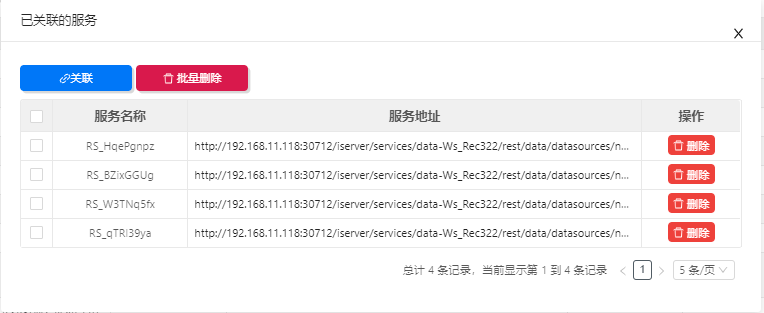 已关联的服务
关联 批量删除
服务名称 服务地址 操作
RS_HqePgnpz http://192.168.11.118:30712/iserver/services/data-Ws_Rec322/rest/data/datasources/n... 删除
RS_BZixGGUg http://192.168.11.118:30712/iserver/services/data-Ws_Rec322/rest/data/datasources/n... 删除
RS_W3TNq5fx http://192.168.11.118:30712/iserver/services/data-Ws_Rec322/rest/data/datasources/n... 删除
RS_qTRl39ya http://192.168.11.118:30712/iserver/services/data-Ws_Rec322/rest/data/datasources/n... 删除
总计 4 条记录，当前显示第 1 到 4 条记录 < 1 > 5 条/页